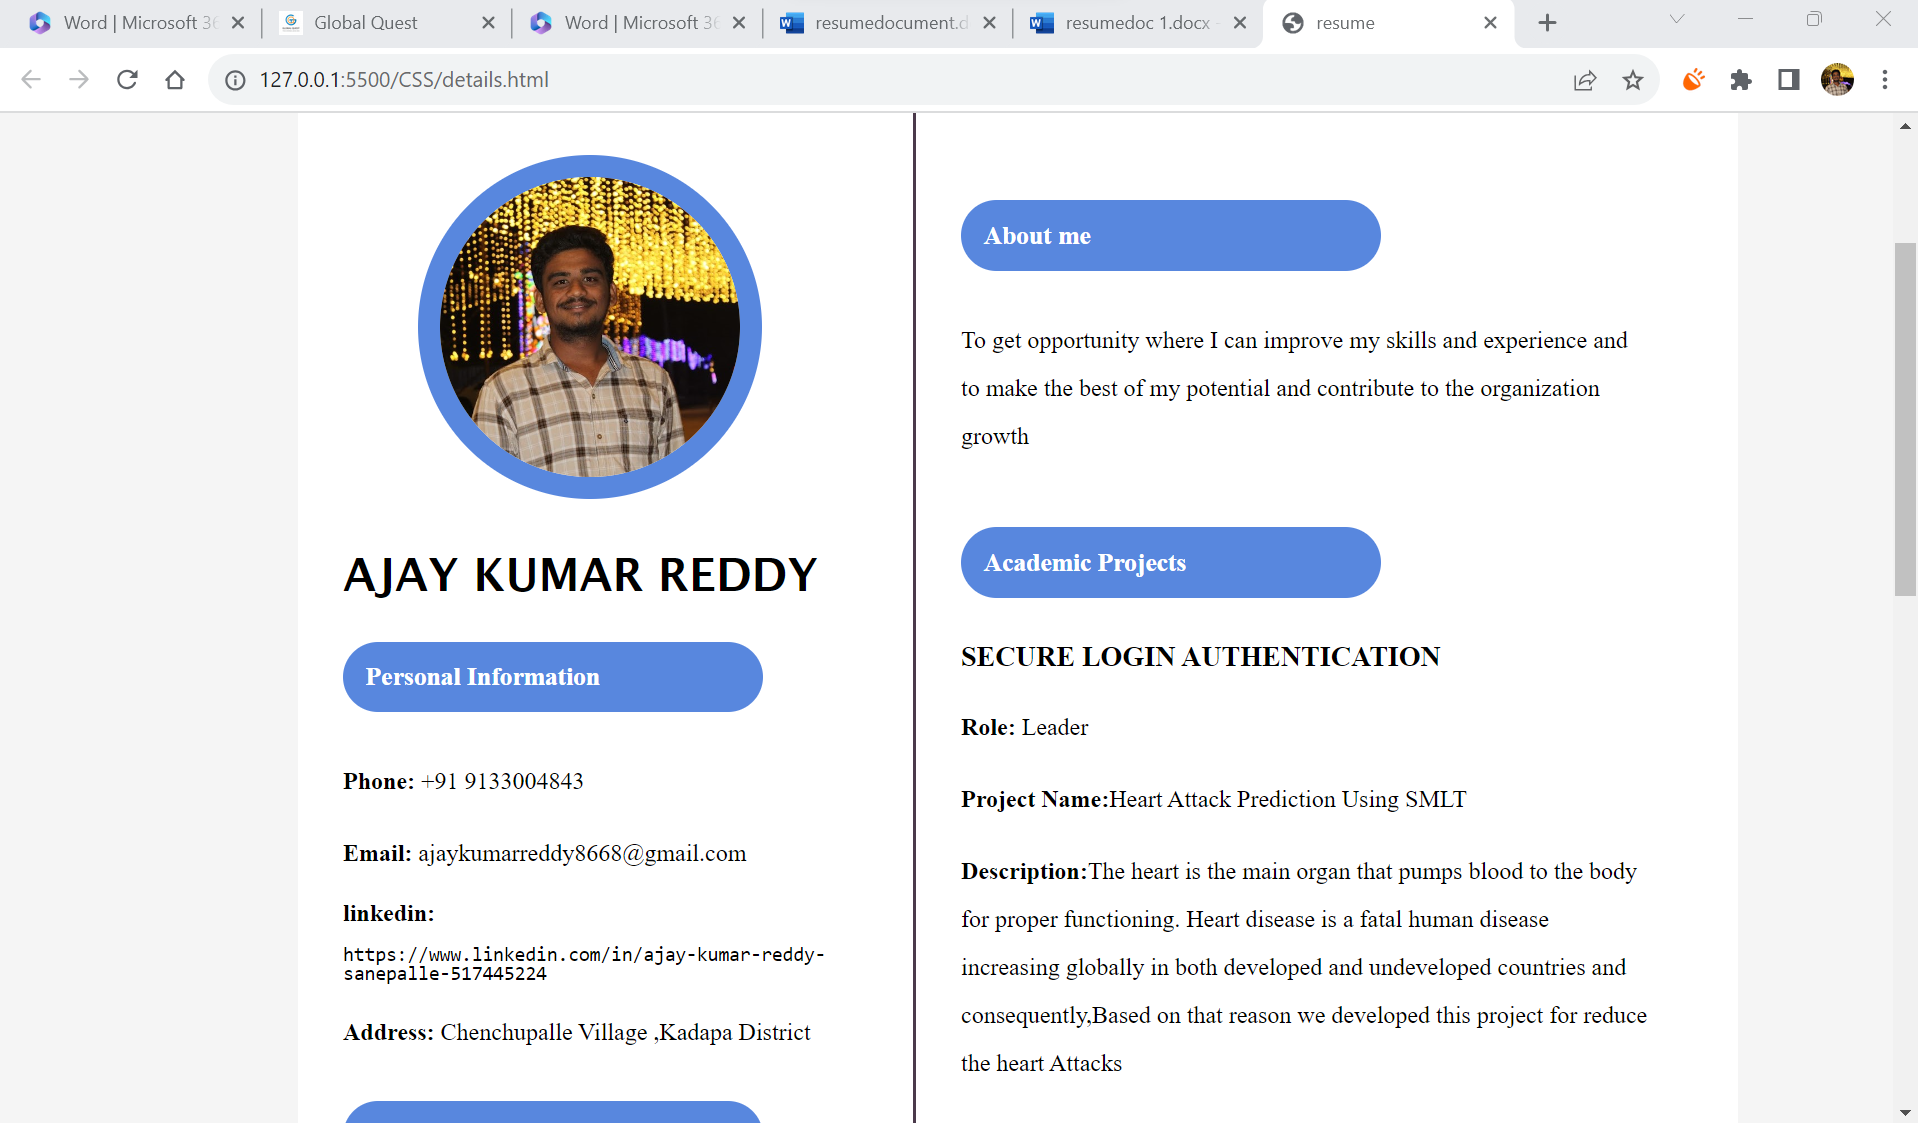 Word | Microsoft 36
Global Quest
Word | Microsoft 36
resumedocument.d
resumedoc 1.docx -
resume
127.0.0.1:5500/CSS/details.html
AJAY KUMAR REDDY
Personal Information
Phone: +91 9133004843
Email: ajaykumarreddy8668@gmail.com
linkedin:
https://www.linkedin.com/in/ajay-kumar-reddy-
sanepalle-517445224
Address: Chenchupalle Village ,Kadapa District
About me
To get opportunity where I can improve my skills and experience and
to make the best of my potential and contribute to the organization
growth
Academic Projects
SECURE LOGIN AUTHENTICATION
Role: Leader
Project Name:Heart Attack Prediction Using SMLT
Description:The heart is the main organ that pumps blood to the body
for proper functioning. Heart disease is a fatal human disease
increasing globally in both developed and undeveloped countries and
consequently,Based on that reason we developed this project for reduce
the heart Attacks